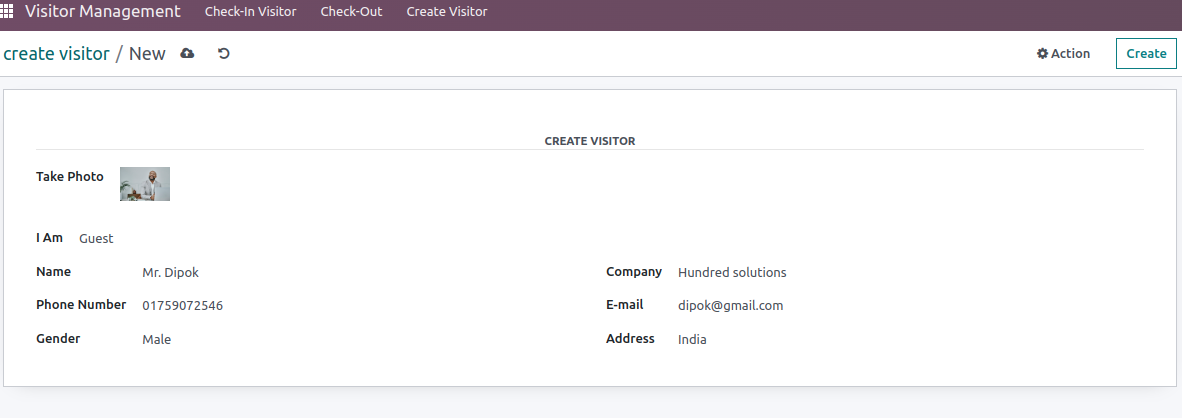 Visitor Management Check-In Visitor Check-Out Create Visitor
create visitor / New Action Create
CREATE VISITOR
Take Photo
I Am Guest
Name Mr. Dipok Company Hundred solutions
Phone Number 01759072546 E-mail dipok@gmail.com
Gender Male Address India